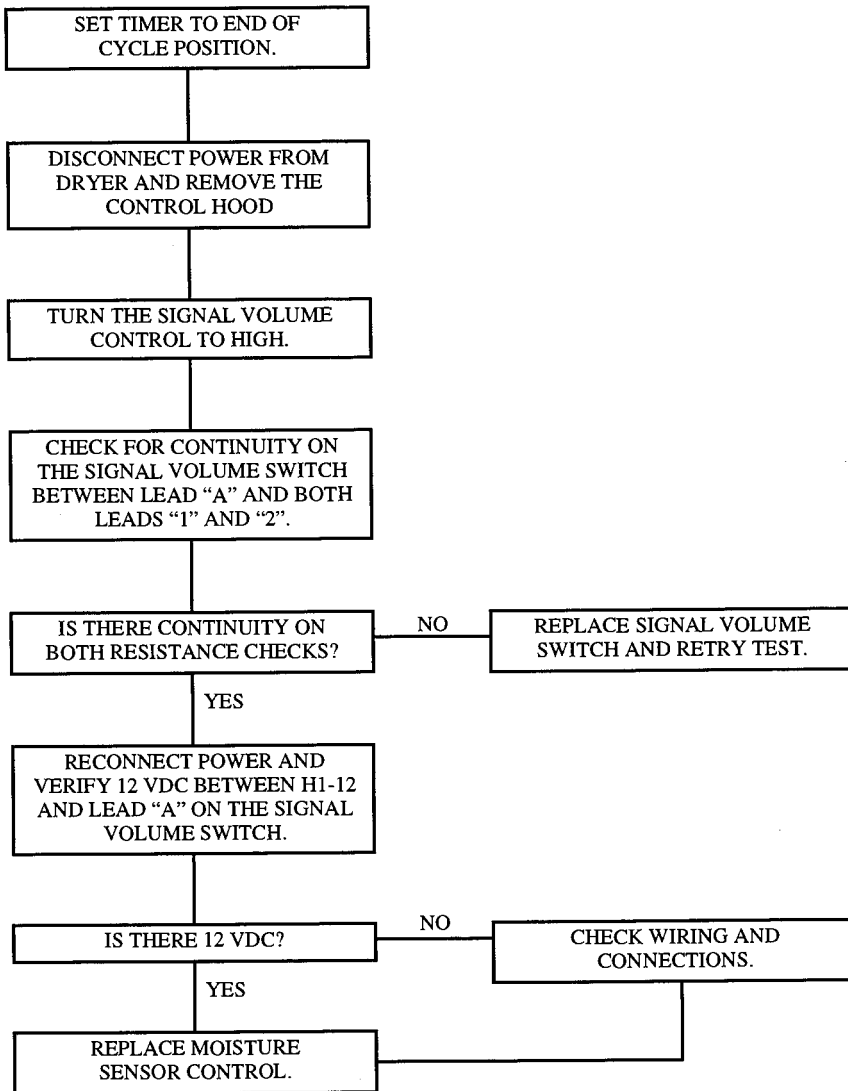 SET TIMER TO END OF
CYCLE POSITION.
DISCONNECT POWER FROM
DRYER AND REMOVE THE
CONTROL HOOD
TURN THE SIGNAL VOLUME
CONTROL TO HIGH.
CHECK FOR CONTINUITY ON
THE SIGNAL VOLUME SWITCH
BETWEEN LEAD “A” AND BOTH
LEADS “1” AND “2”.
IS THERE CONTINUITY ON
BOTH RESISTANCE CHECKS?
NO
REPLACE SIGNAL VOLUME
SWITCH AND RETRY TEST.
YES
RECONNECT POWER AND
VERIFY 12 VDC BETWEEN H1-12
AND LEAD “A” ON THE SIGNAL
VOLUME SWITCH.
IS THERE 12 VDC?
NO
CHECK WIRING AND
CONNECTIONS.
YES
REPLACE MOISTURE
SENSOR CONTROL.